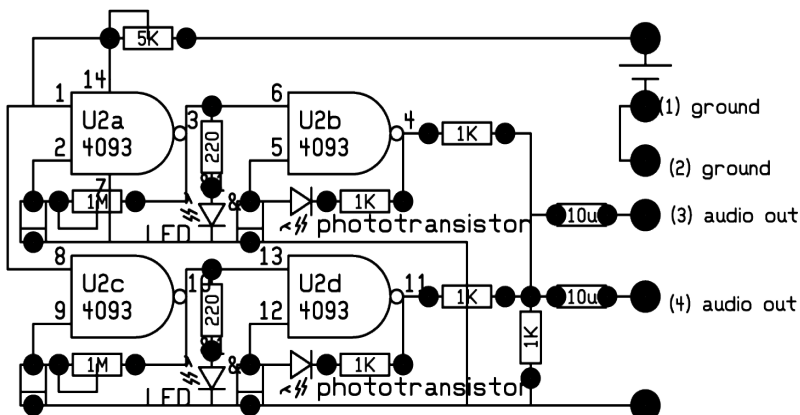 5K
14
1
2
U2a
4093
3
7
1M
220
LED
6
5
U2b
4093
4
&
1K
phototransistor
1K
(1) ground
(2) ground
10u
(3) audio out
8
9
U2c
4093
10
1M
220
LED
13
12
U2d
4093
11
&
1K
phototransistor
1K
1K
10u
(4) audio out